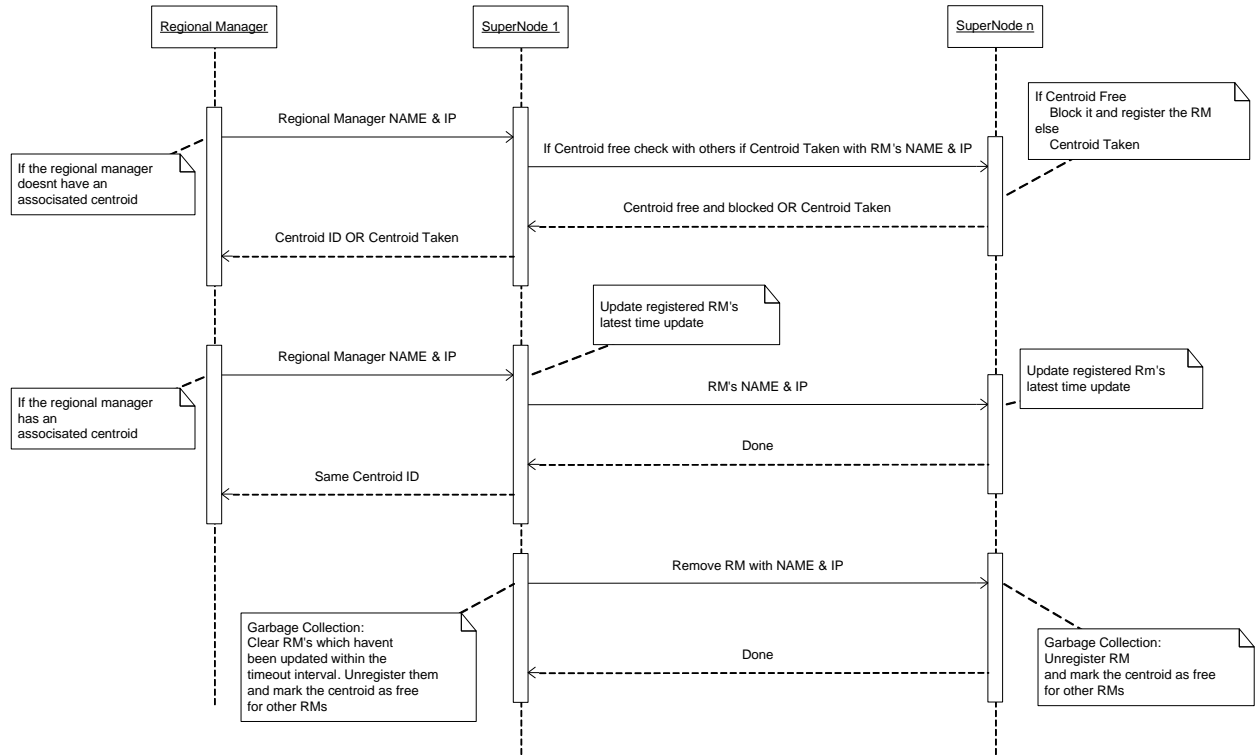 Regional Manager
SuperNode 1
SuperNode n
Regional Manager NAME & IP
If Centroid Free
Block it and register the RM
else
Centroid Taken
If Centroid free check with others if Centroid Taken with RM's NAME & IP
If the regional manager
doesnt have an
associsated centroid
Centroid free and blocked OR Centroid Taken
Centroid ID OR Centroid Taken
Update registered RM's
latest time update
Regional Manager NAME & IP
Update registered Rm's
latest time update
RM's NAME & IP
If the regional manager
has an
associsated centroid
Done
Same Centroid ID
Remove RM with NAME & IP
Garbage Collection:
Clear RM's which havent
been updated within the
timeout interval. Unregister them
and mark the centroid as free
for other RMs
Done
Garbage Collection:
Unregister RM
and mark the centroid as free
for other RMs